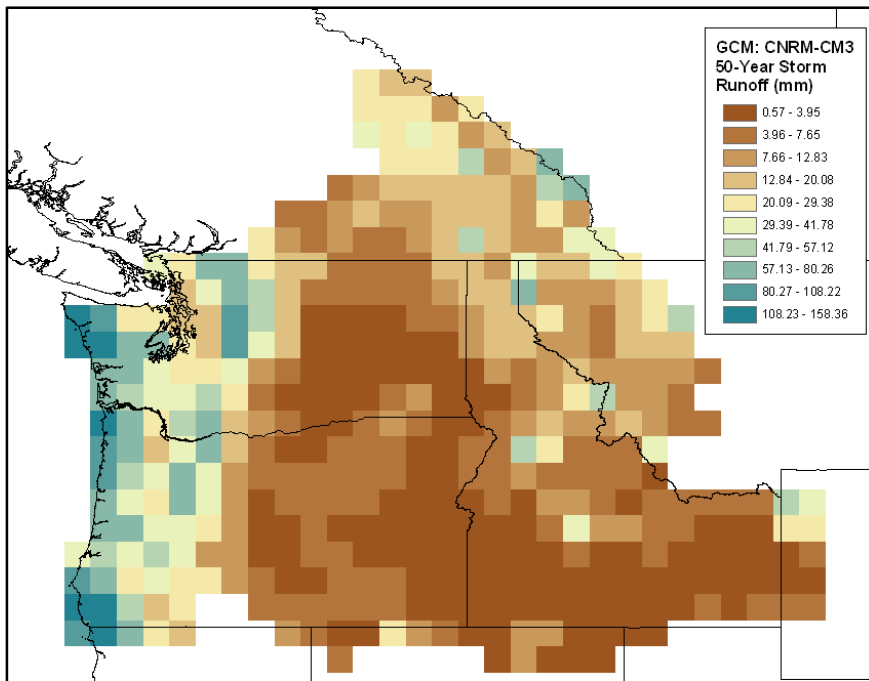 GCM: CNRM-CM3
50-Year Storm
Runoff (mm)
0.57 - 3.95
3.96 - 7.65
7.66 - 12.83
12.84 - 20.08
20.09 - 29.38
29.39 - 41.78
41.79 - 57.12
57.13 - 80.26
80.27 - 108.22
108.23 - 158.36